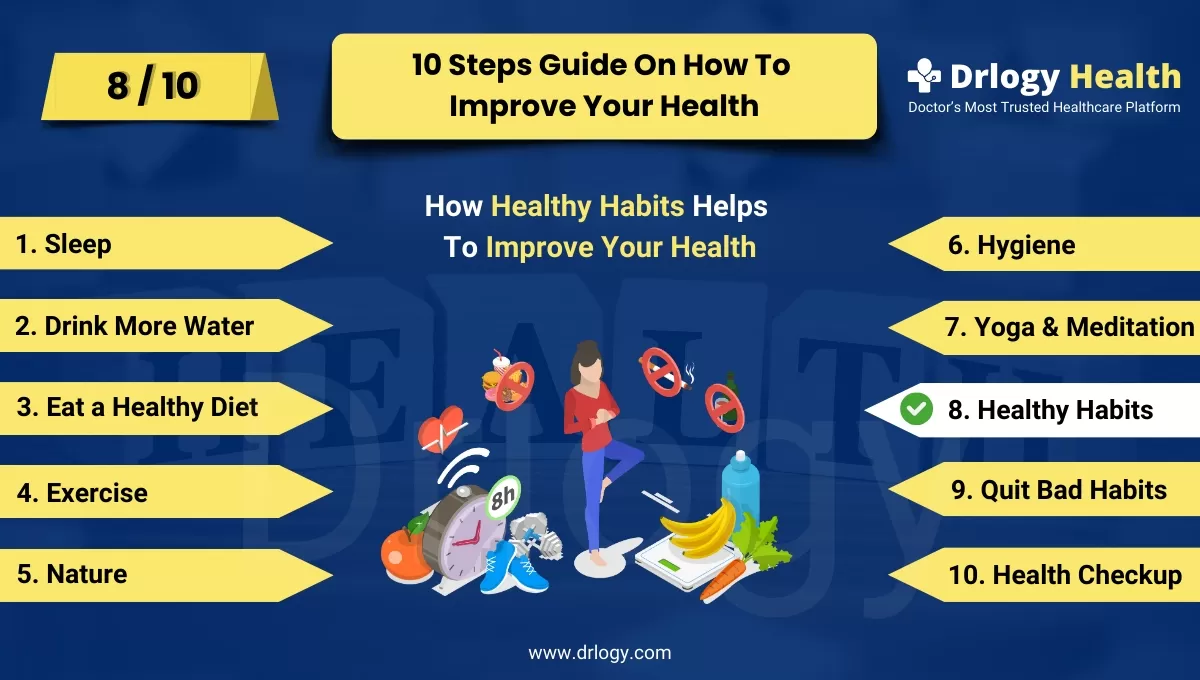 8 / 10
10 Steps Guide On How To
Improve Your Health
Drlogy Health
Doctor's Most Trusted Healthcare Platform
How Healthy Habits Helps
To Improve Your Health
1. Sleep
2. Drink More Water
3. Eat a Healthy Diet
4. Exercise
5. Nature
6. Hygiene
7. Yoga & Meditation
8. Healthy Habits
9. Quit Bad Habits
10. Health Checkup
HEALTH
Drlogy
8h
www.drlogy.com